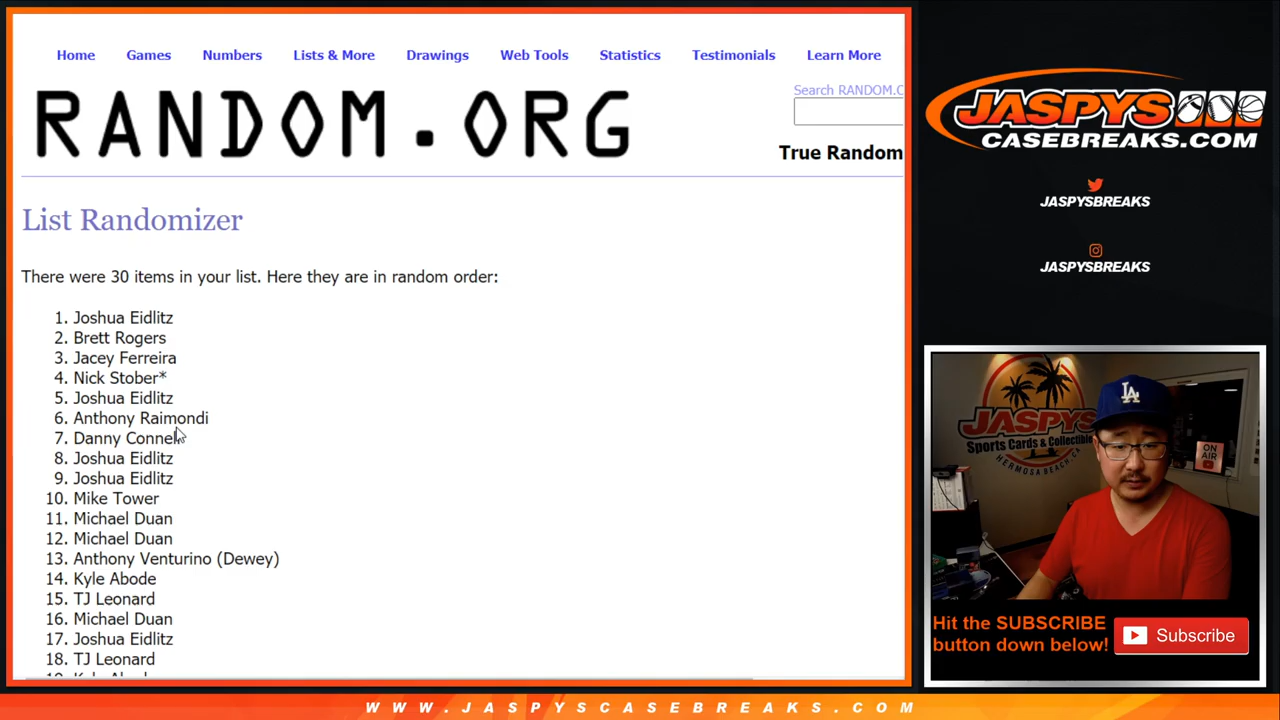 Home Games Numbers Lists & More Drawings Web Tools Statistics Testimonials Learn More
RANDOM.ORG
Search RANDOM.O
True Random
List Randomizer
There were 30 items in your list. Here they are in random order:
1. Joshua Eidlitz
2. Brett Rogers
3. Jacey Ferreira
4. Nick Stober*
5. Joshua Eidlitz
6. Anthony Raimondi
7. Danny Connell
8. Joshua Eidlitz
9. Joshua Eidlitz
10. Mike Tower
11. Michael Duan
12. Michael Duan
13. Anthony Venturino (Dewey)
14. Kyle Abode
15. TJ Leonard
16. Michael Duan
17. Joshua Eidlitz
18. TJ Leonard
JASPYS
CASEBREAKS.COM
JASPYSBREAKS
JASPYSBREAKS
JASPYS
Sports Cards & Collectible
HERMOSA BEACH, CA
LA
ON AIR
Hit the SUBSCRIBE
button down below!
Subscribe
WWW.JASPYSCASEBREAKS.COM